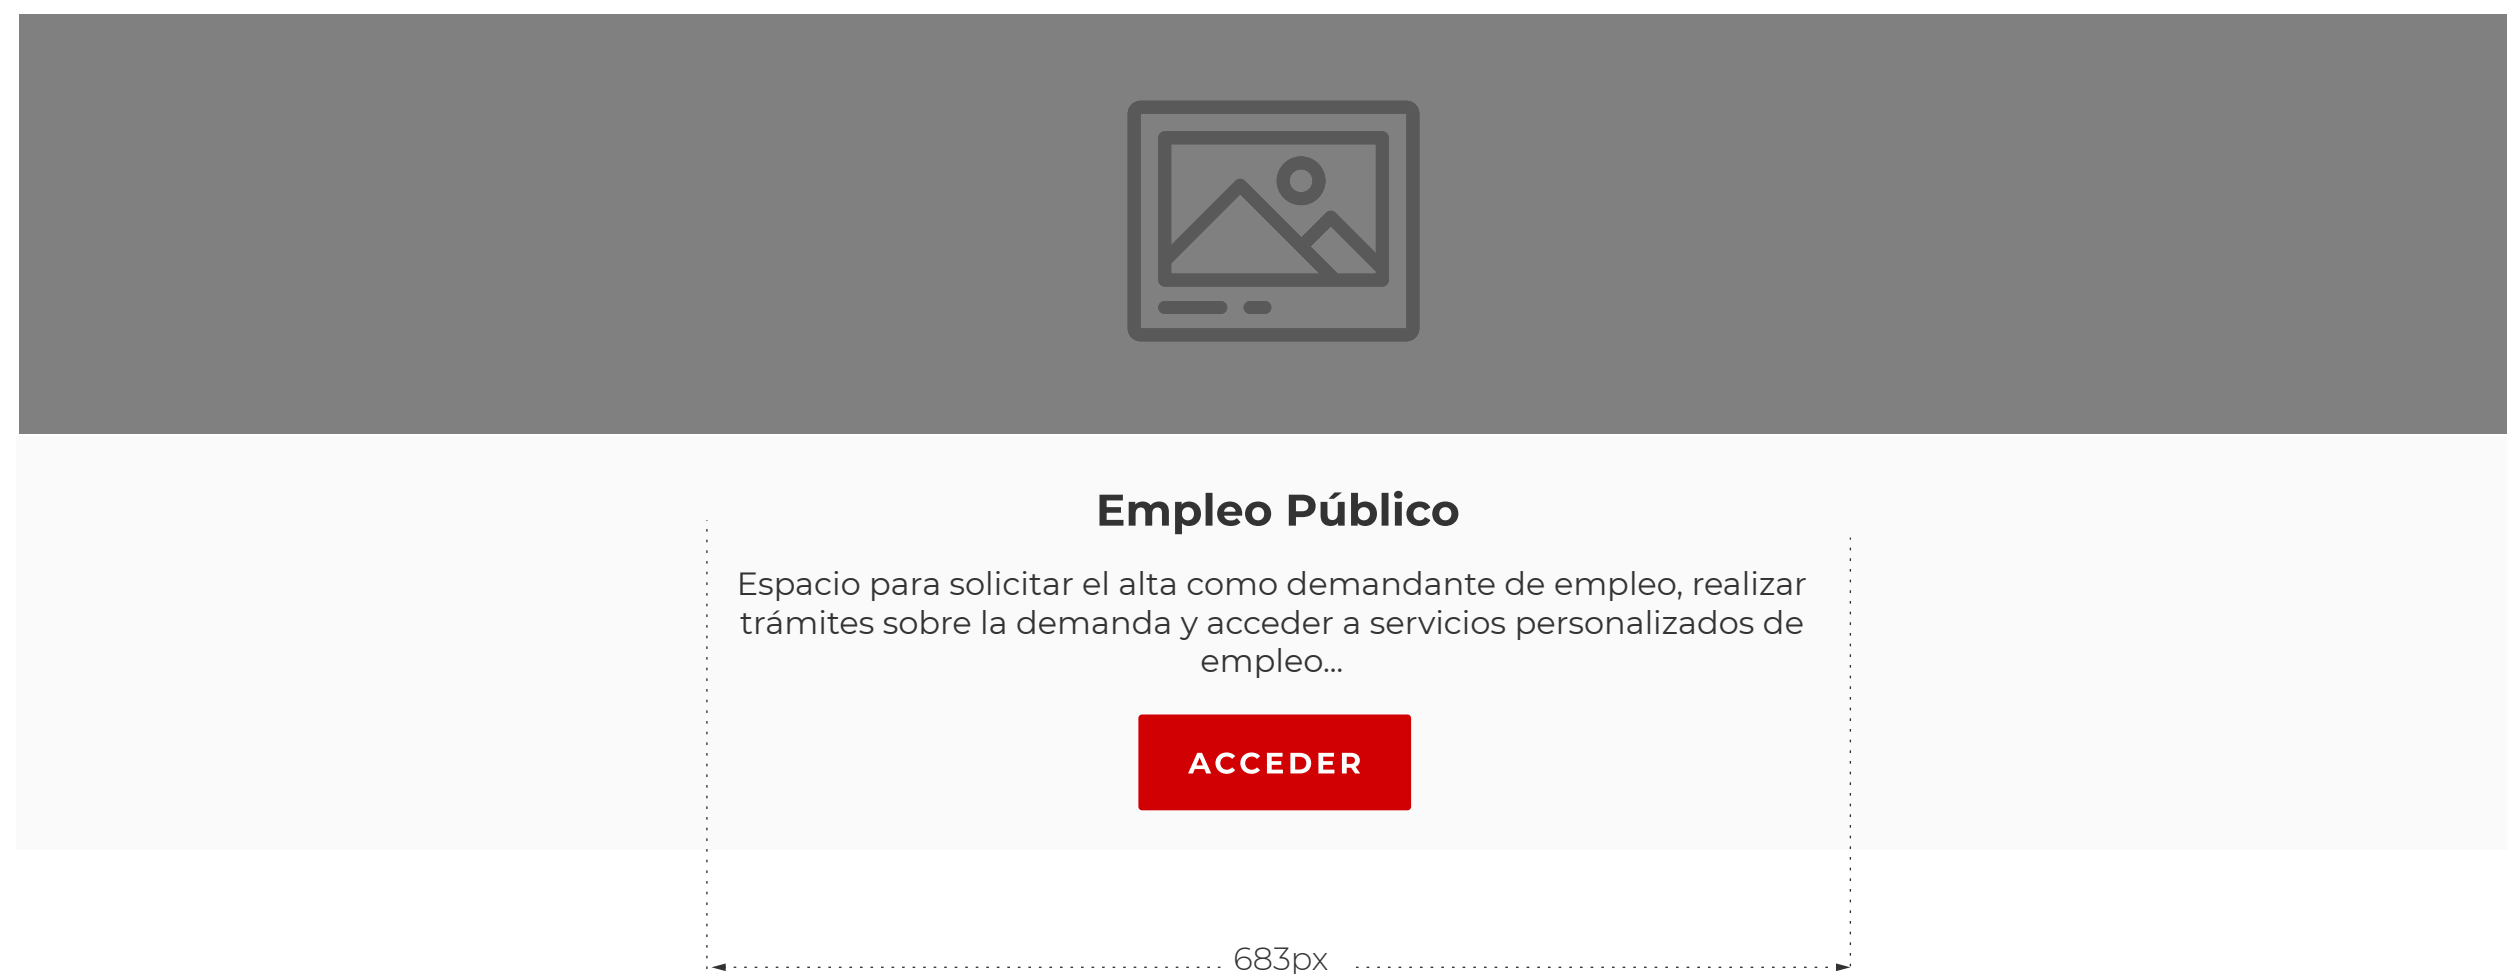 Empleo Público
Espacio para solicitar el alta como demandante de empleo, realizar
trámites sobre la demanda y acceder a servicios personalizados de
empleo...
ACCEDER
683px